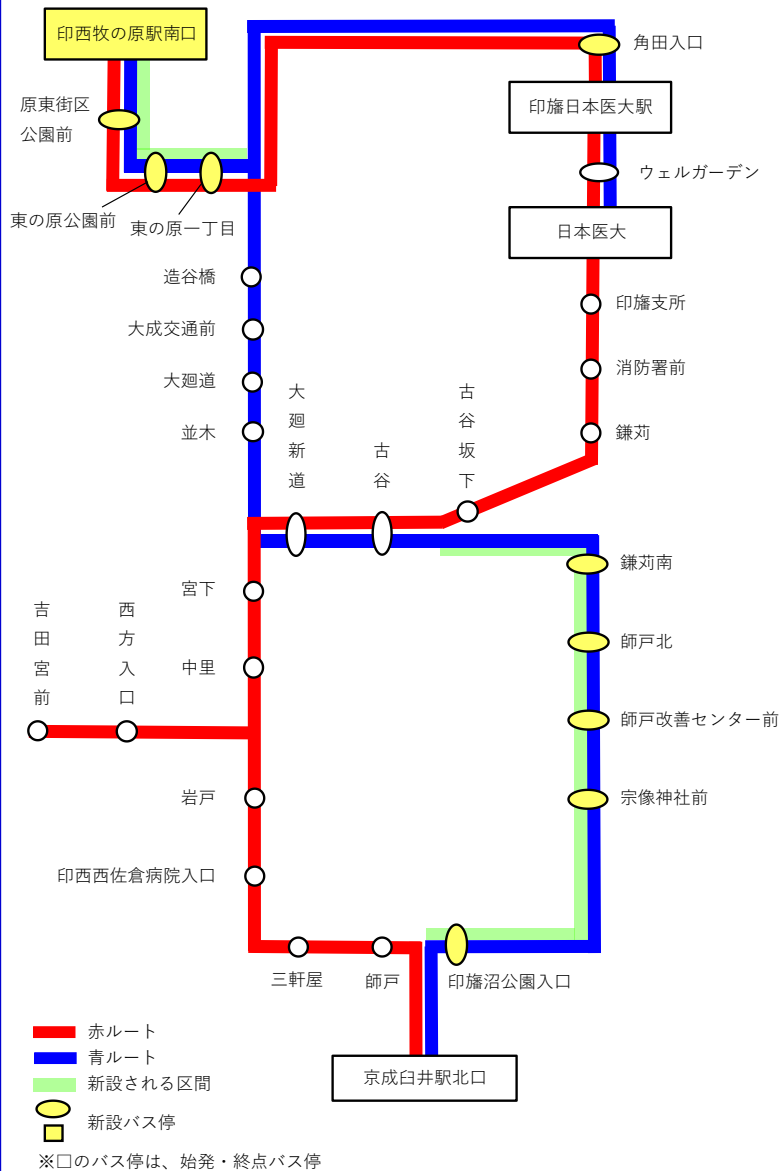 印西牧の原駅南口
角田入口
原東街区
公園前
印旛日本医大駅
ウェルガーデン
東の原公園前
東の原一丁目
日本医大
造谷橋
印旛支所
大成交通前
消防署前
大廻道
並木
大廻新道
古谷
古谷坂下
鎌苅
鎌苅南
宮下
吉田宮前
西方入口
師戸北
中里
師戸改善センター前
岩戸
宗像神社前
印西西佐倉病院入口
三軒屋
師戸
印旛沼公園入口
赤ルート
青ルート
京成臼井駅北口
新設される区間
新設バス停
※□のバス停は、始発・終点バス停